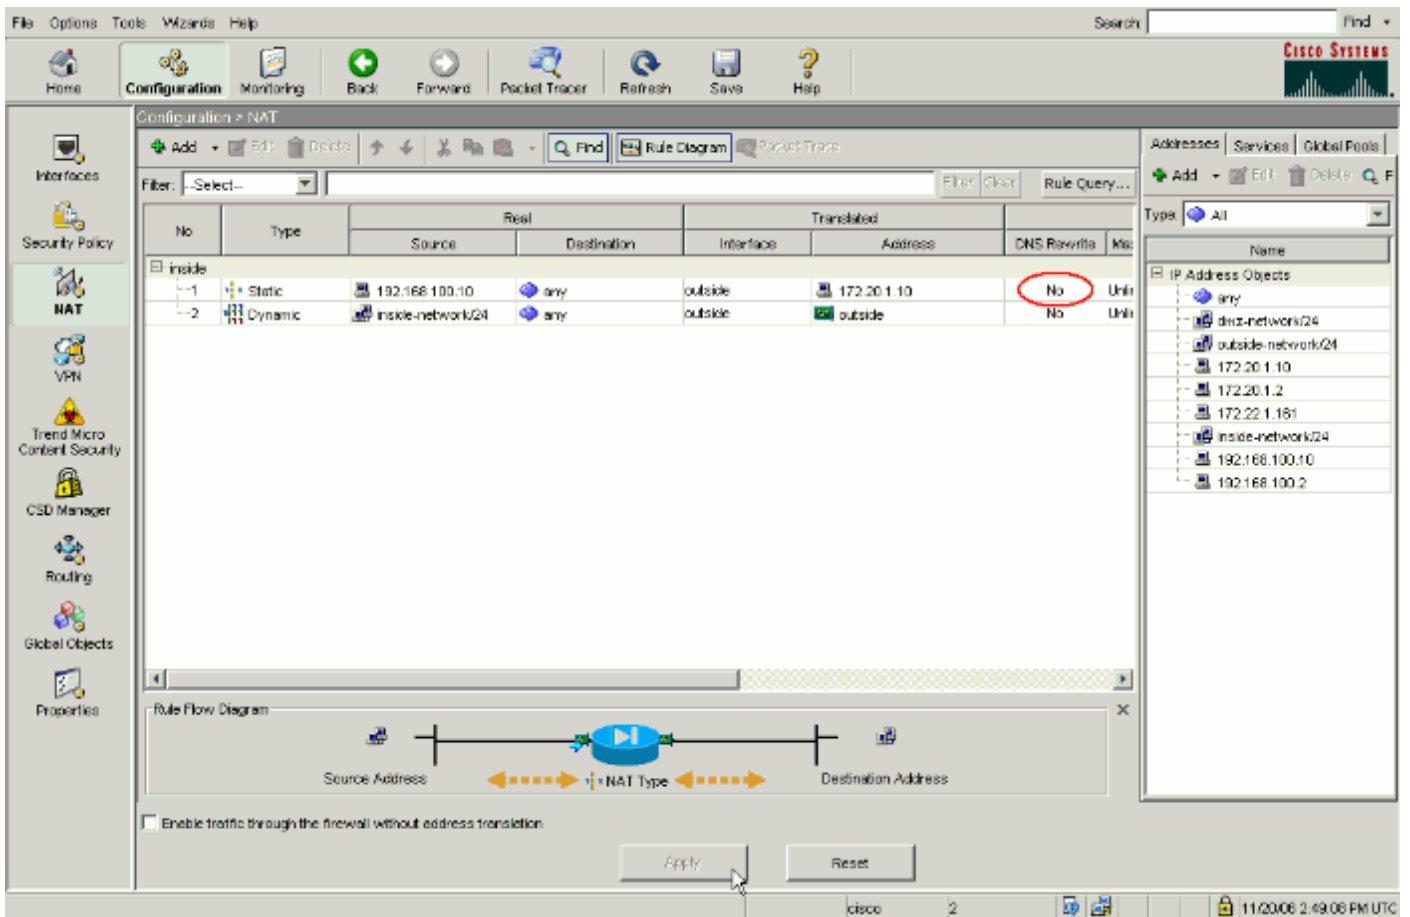 File Options Tools Wizards Help Search: Find
Home Configuration Monitoring Back Forward Packet Tracer Refresh Save Help
CISCO SYSTEMS
Configuration > NAT
Add Edit Delete Find Rule Diagram Packet Trace
Filter: --Select-- Filter Clear Rule Query...
No Type Real Translated
Source Destination Interface Address DNS Rewrite
inside
1 Static 192.168.100.10 any outside 172.20.1.10 No
2 Dynamic inside-network/24 any outside outside No
Interfaces
Security Policy
NAT
VPN
Trend Micro
Content Security
CSD Manager
Routing
Global Objects
Properties
Addresses Services Global Pools
Add Edit Delete F
Type: All
Name
IP Address Objects
any
dmz-network/24
outside-network/24
172.20.1.10
172.20.1.2
172.22.1.161
inside-network/24
192.168.100.10
192.168.100.2
Rule Flow Diagram
Source Address NAT Type Destination Address
Enable traffic through the firewall without address translation
Apply Reset
cisco 2 11/20/06 2:49:08 PM UTC